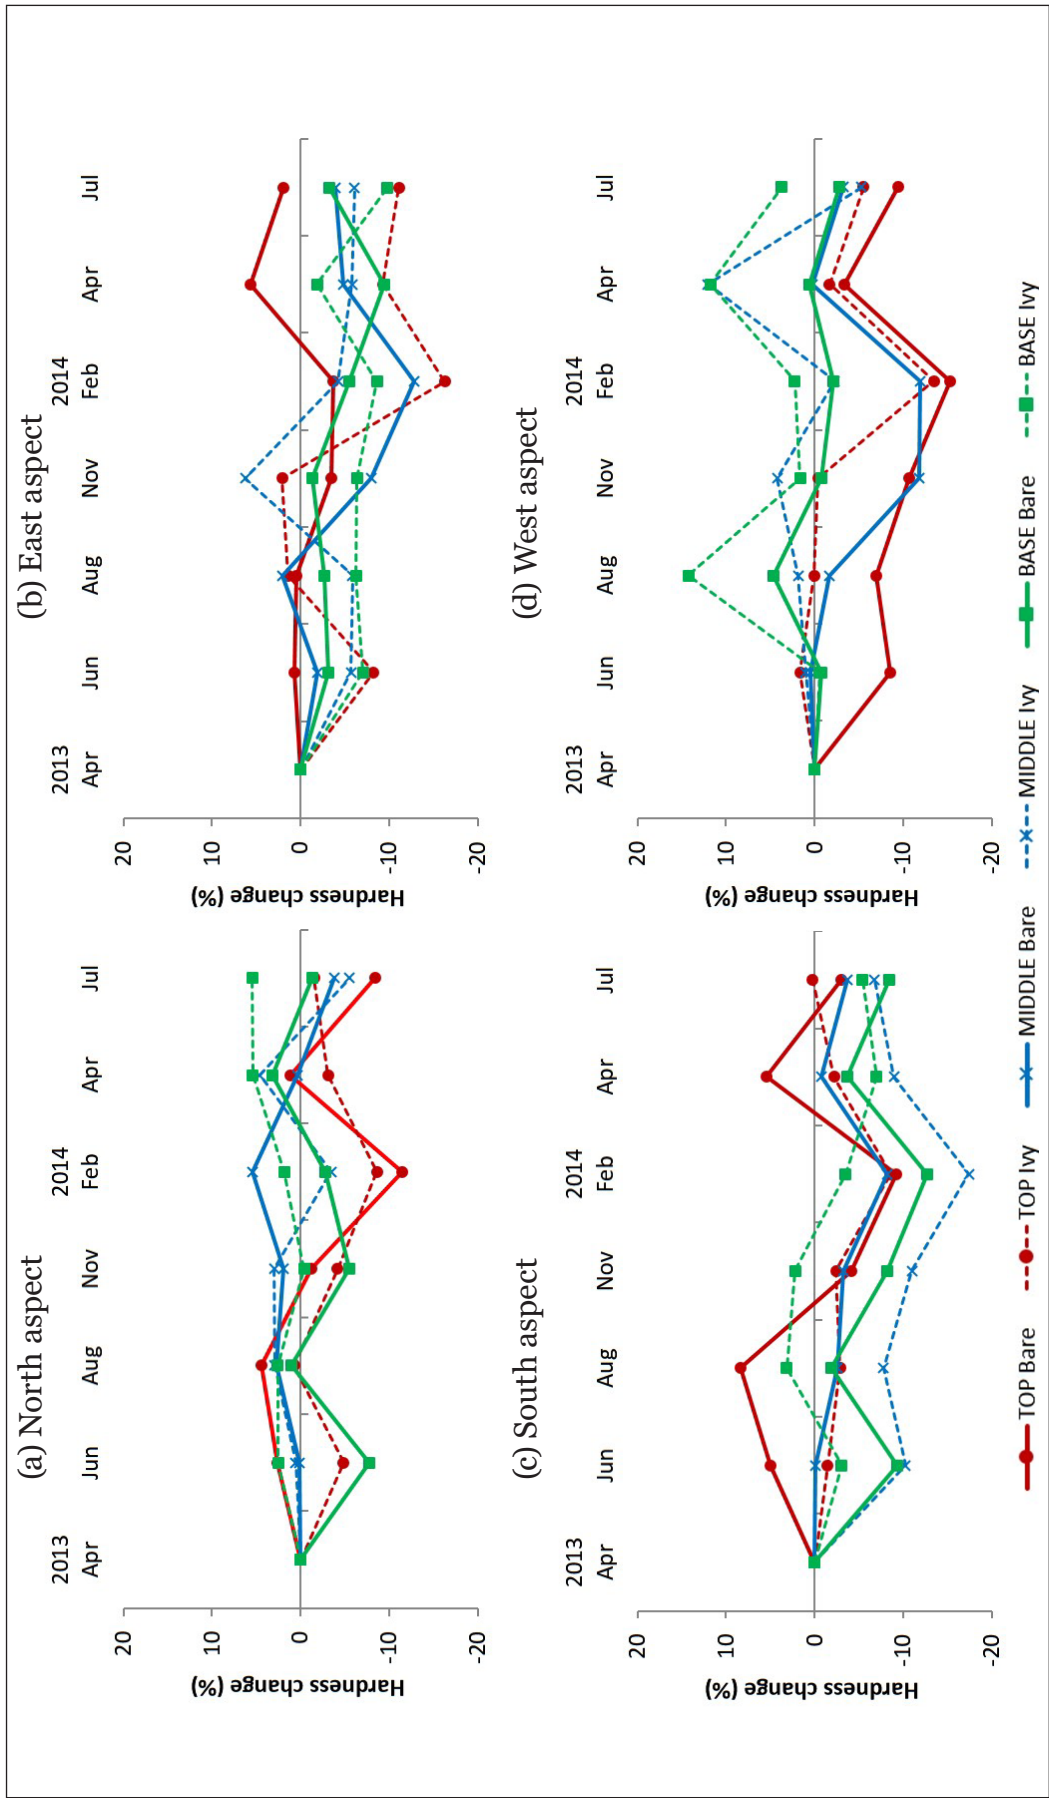 (a) North aspect
2013 2014
Apr Jun Aug Nov Feb Apr Jul
20
10
0
-10
-20
Hardness change (%)
(b) East aspect
2013 2014
Apr Jun Aug Nov Feb Apr Jul
20
10
0
-10
-20
Hardness change (%)
(c) South aspect
2013 2014
Apr Jun Aug Nov Feb Apr Jul
20
10
0
-10
-20
Hardness change (%)
(d) West aspect
2013 2014
Apr Jun Aug Nov Feb Apr Jul
20
10
0
-10
-20
Hardness change (%)
TOP Bare TOP Ivy MIDDLE Bare MIDDLE Ivy BASE Bare BASE Ivy